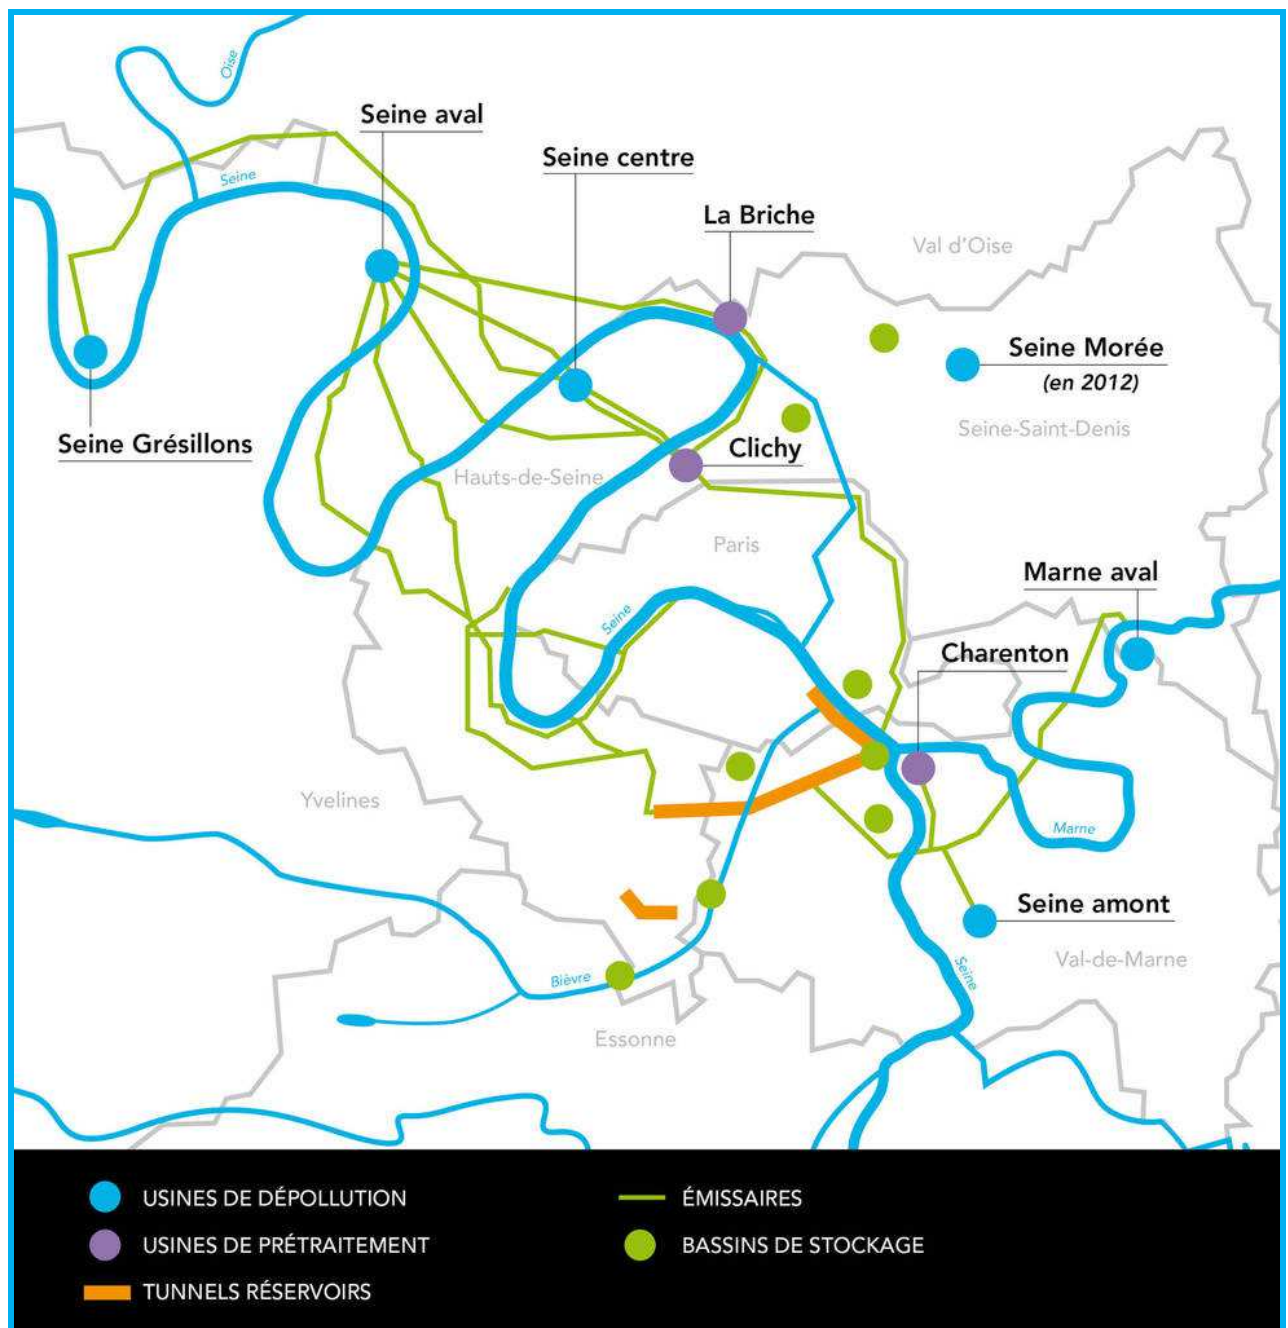 Oise
Seine aval
Seine centre
Seine
La Briche
Val d'Oise
Seine Morée
(en 2012)
Seine-Saint-Denis
Seine Grésillons
Clichy
Hauts-de-Seine
Paris
Marne aval
Seine
Charenton
Yvelines
Marne
Seine amont
Val-de-Marne
Seine
Bièvre
Essonne
USINES DE DÉPOLLUTION
USINES DE PRÉTRAITEMENT
TUNNELS RÉSERVOIRS
ÉMISSAIRES
BASSINS DE STOCKAGE